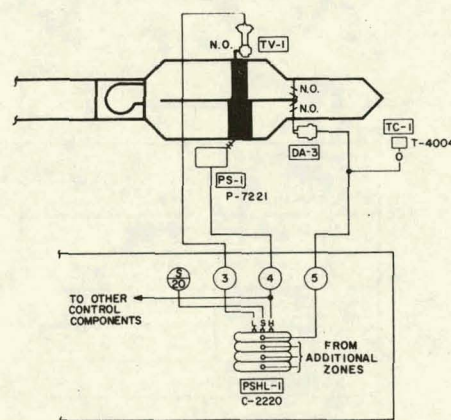 N.O.
TV-1
N.O.
N.O.
TC-1
T-4004
DA-3
PS-1
P-7221
S
20
3
4
5
TO OTHER
CONTROL
COMPONENTS
L S H
FROM
ADDITIONAL
ZONES
PSHL-1
C-2220